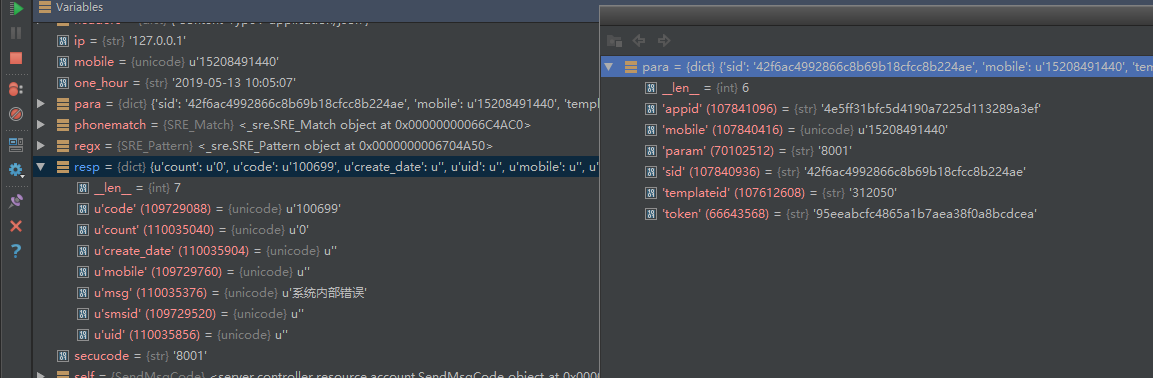 Variables
ip = {str} '127.0.0.1'
mobile = {unicode} u'15208491440'
one_hour = {str} '2019-05-13 10:05:07'
para = {dict} {'sid': '42f6ac4992866c8b69b18cfcc8b224ae', 'mobile': u'15208491440', 'templ
phonematch = {SRE_Match} <_sre.SRE_Match object at 0x00000000066C4AC0>
regx = {SRE_Pattern} <_sre.SRE_Pattern object at 0x0000000006704A50>
resp = {dict} {u'count': u'0', u'code': u'100699', u'create_date': u'', u'uid': u'', u'mobile': u'', u'
__len__ = {int} 7
u'code' (109729088) = {unicode} u'100699'
u'count' (110035040) = {unicode} u'0'
u'create_date' (110035904) = {unicode} u''
u'mobile' (109729760) = {unicode} u''
u'msg' (110035376) = {unicode} u'系统内部错误'
u'smsid' (109729520) = {unicode} u''
u'uid' (110035856) = {unicode} u''
secucode = {str} '8001'
self = {SendMsgCode} <server.controller.resource.account.SendMsgCode object at 0x0000
para = {dict} {'sid': '42f6ac4992866c8b69b18cfcc8b224ae', 'mobile': u'15208491440', 'tem
__len__ = {int} 6
'appid' (107841096) = {str} '4e5ff31bfc5d4190a7225d113289a3ef'
'mobile' (107840416) = {unicode} u'15208491440'
'param' (70102512) = {str} '8001'
'sid' (107840936) = {str} '42f6ac4992866c8b69b18cfcc8b224ae'
'templateid' (107612608) = {str} '312050'
'token' (66643568) = {str} '95eeabcfc4865a1b7aea38f0a8bcdcea'